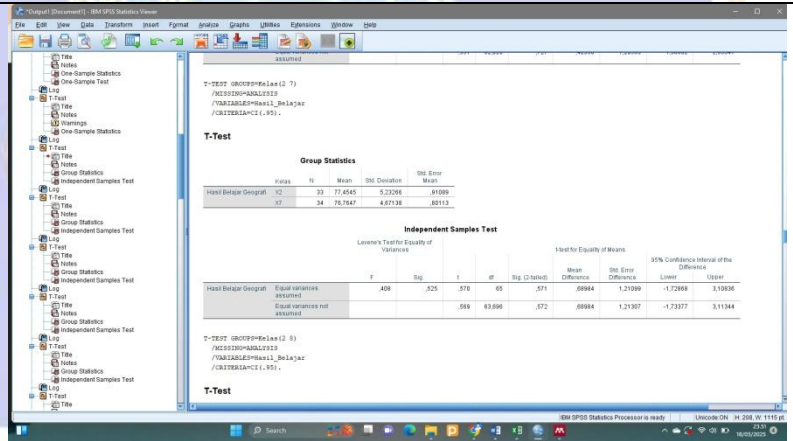 *Output1 [Document1] - IBM SPSS Statistics Viewer
File Edit View Data Transform Insert Format Analyze Graphs Utilities Extensions Window Help
Title
Notes
One-Sample Statistics
One-Sample Test
Log
T-Test
Title
Notes
Warnings
One-Sample Statistics
Log
T-Test
Title
Notes
Group Statistics
Independent Samples Test
Log
T-Test
Title
Notes
Group Statistics
Independent Samples Test
Log
T-Test
Title
Notes
Group Statistics
Independent Samples Test
Log
T-Test
Title
Notes
Group Statistics
Independent Samples Test
Log
T-Test
Title
Notes
Group Statistics
Independent Samples Test
Log
T-Test
Title
assumed
T-TEST GROUPS=Kelas(2 7)
/MISSING=ANALYSIS
/VARIABLES=Hasil_Belajar
/CRITERIA=CI(.95).
T-Test
Group Statistics
Kelas N Mean Std. Deviation Std. Error Mean
Hasil Belajar Geografi X2 33 77,4545 5,23266 ,91089
X7 34 76,7647 4,67138 ,80113
Independent Samples Test
Levene's Test for Equality of Variances t-test for Equality of Means
95% Confidence Interval of the Difference
F Sig. t df Sig. (2-tailed) Mean Difference Std. Error Difference Lower Upper
Hasil Belajar Geografi Equal variances assumed ,408 ,525 ,570 65 ,571 ,68984 1,21099 -1,72868 3,10836
Equal variances not assumed ,569 63,696 ,572 ,68984 1,21307 -1,73377 3,11344
T-TEST GROUPS=Kelas(2 8)
/MISSING=ANALYSIS
/VARIABLES=Hasil_Belajar
/CRITERIA=CI(.95).
T-Test
IBM SPSS Statistics Processor is ready Unicode:ON H: 208, W: 1115 pt.
Search
23:31
16/03/2025